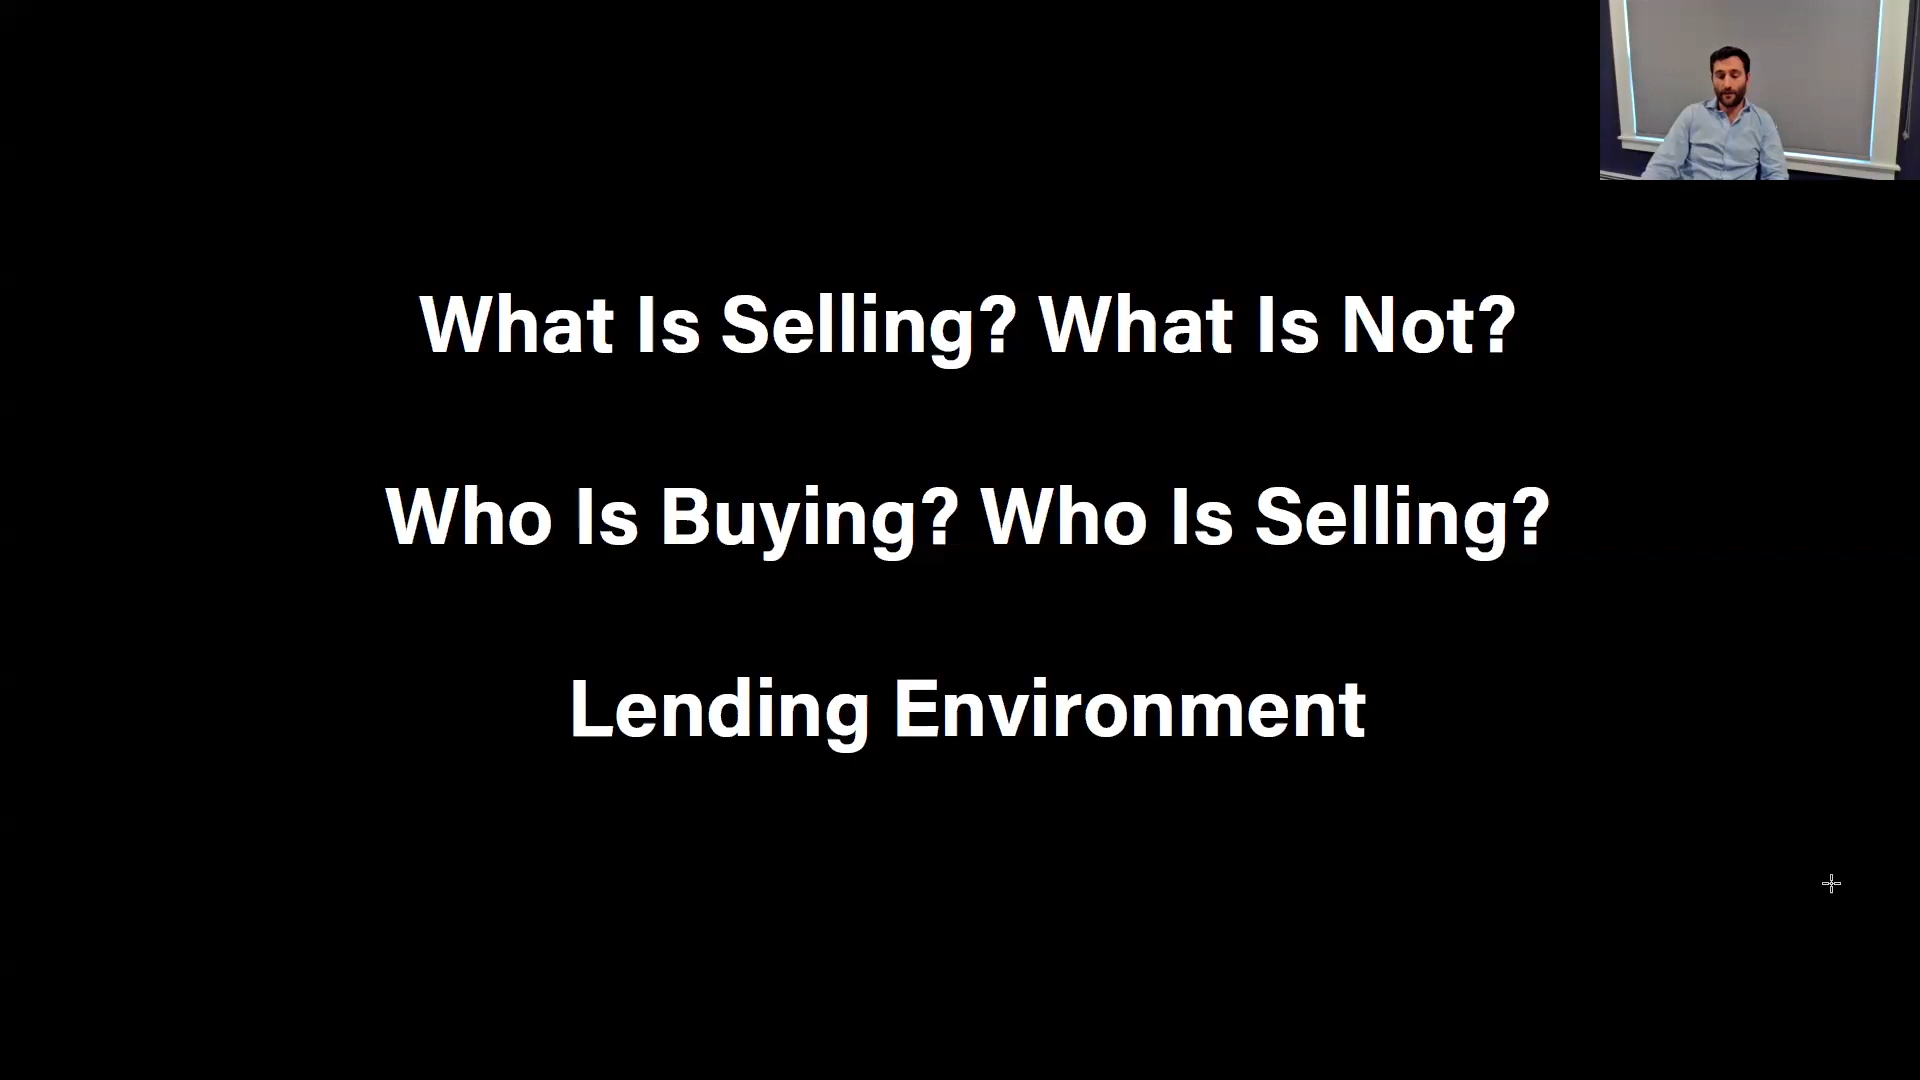 What Is Selling? What Is Not?
Who Is Buying? Who Is Selling?
Lending Environment